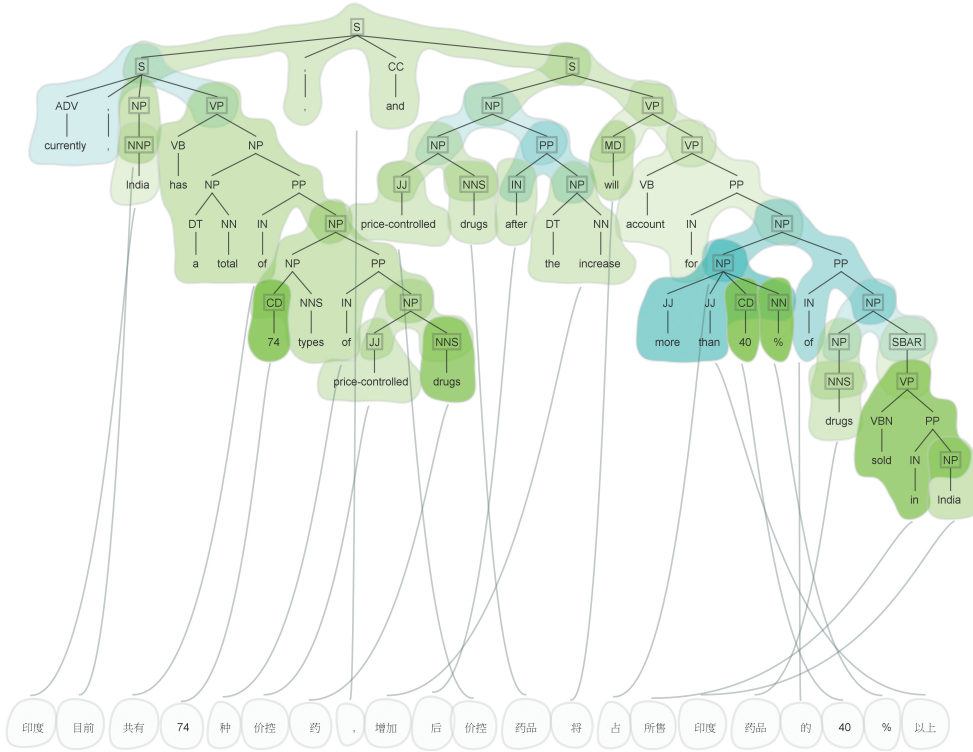 S
S , CC S
ADV , NP VP , and NP VP
currently , NNP VB NP NP PP MD VP
India has NP PP JJ NNS IN NP will VB PP
DT NN IN NP price-controlled drugs after DT NN account IN NP
a total of NP PP the increase for NP PP
CD NNS IN NP JJ JJ CD NN IN NP
74 types of JJ NNS more than 40 % of NP SBAR
price-controlled drugs NNS VP
drugs VBN PP
sold IN NP
in India
印度 目前 共有 74 种 价控 药 , 增加 后 价控 药品 将 占 所售 印度 药品 的 40 % 以上